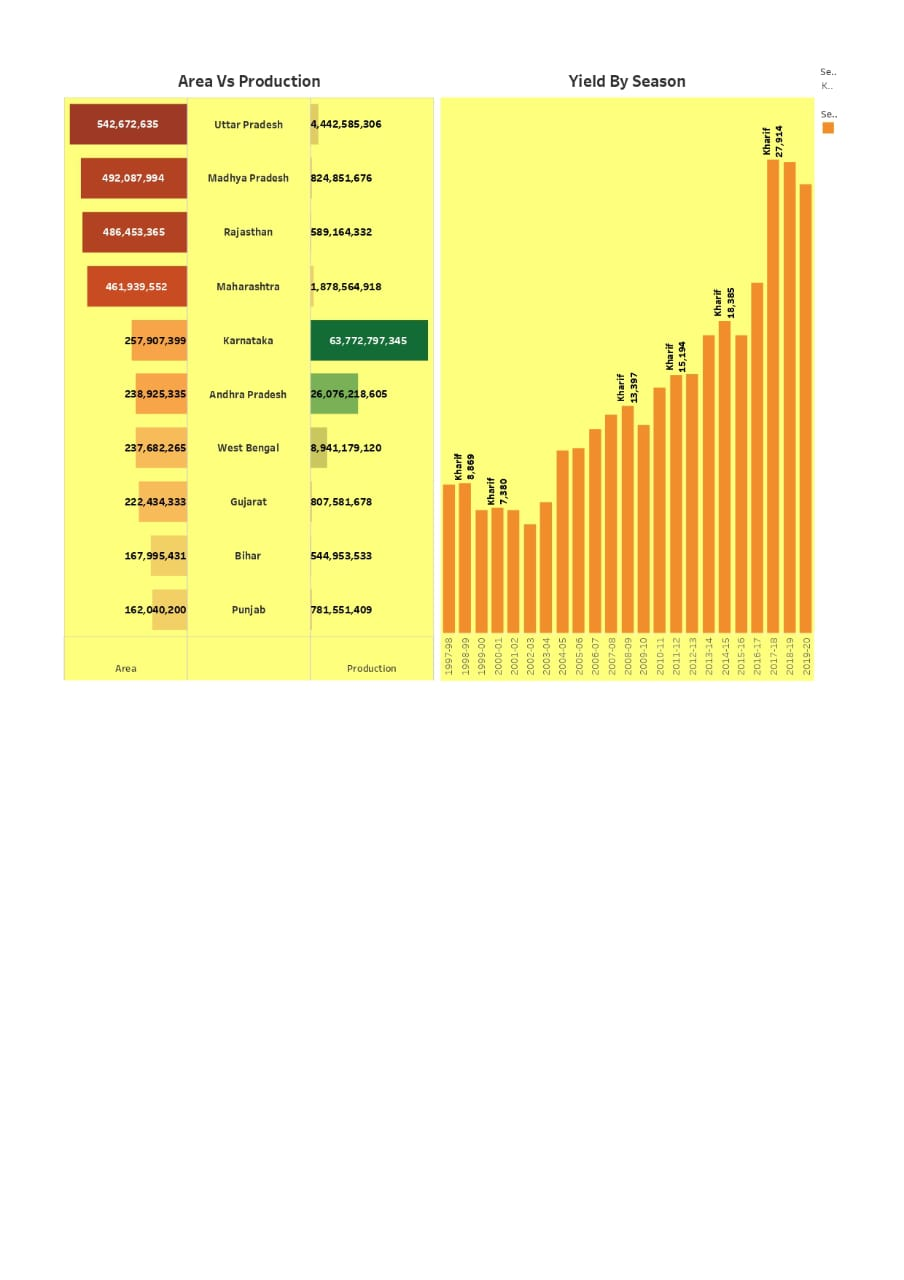 Area Vs Production
542,672,635 Uttar Pradesh 4,442,585,306
492,087,994 Madhya Pradesh 824,851,676
486,453,365 Rajasthan 589,164,332
461,939,552 Maharashtra 1,878,564,918
257,907,399 Karnataka 63,772,797,345
238,925,335 Andhra Pradesh 26,076,218,605
237,682,265 West Bengal 8,941,179,120
222,434,333 Gujarat 807,581,678
167,995,431 Bihar 544,953,533
162,040,200 Punjab 781,551,409
Area Production
Yield By Season
Kharif
8,869
Kharif
7,380
Kharif
13,397
Kharif
15,194
Kharif
18,385
Kharif
27,914
1997-98
1998-99
1999-00
2000-01
2001-02
2002-03
2003-04
2004-05
2005-06
2006-07
2007-08
2008-09
2009-10
2010-11
2011-12
2012-13
2013-14
2014-15
2015-16
2016-17
2017-18
2018-19
2019-20
Se..
K..
Se..